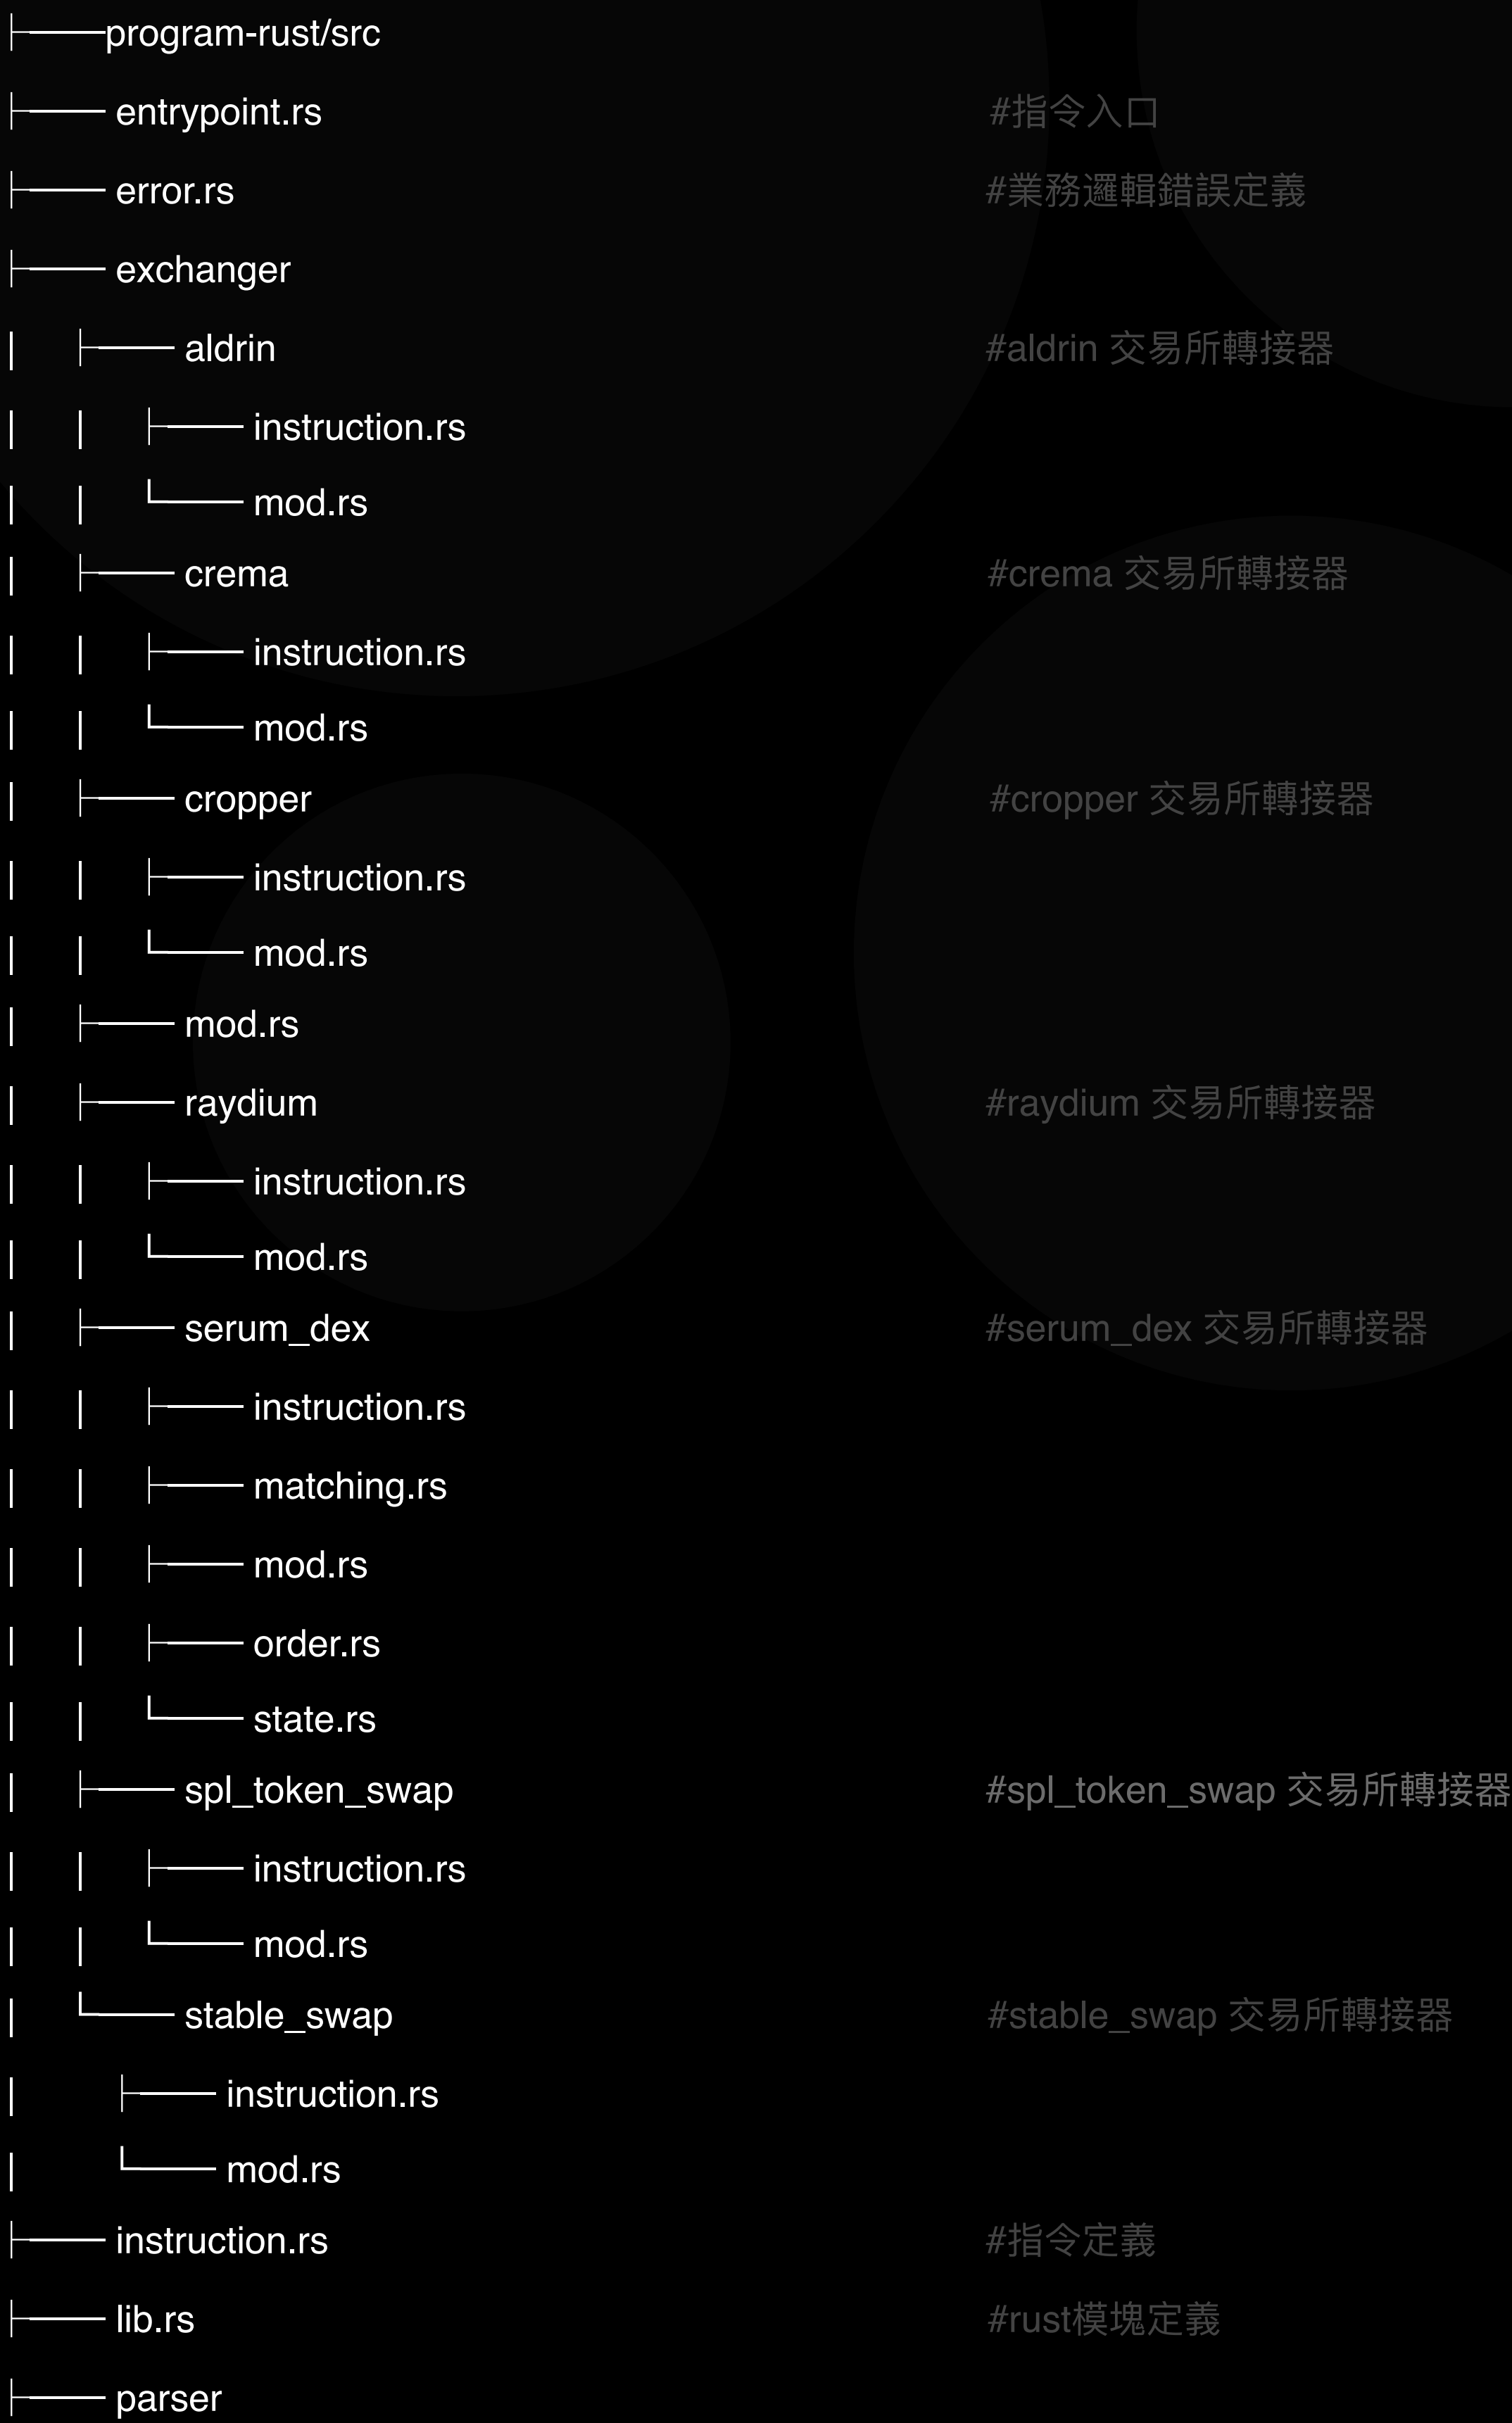 ├───program-rust/src
├─── entrypoint.rs #指令入口
├─── error.rs #業務邏輯錯誤定義
├─── exchanger
│ ├─── aldrin #aldrin 交易所轉接器
│ │ ├─── instruction.rs
│ │ └─── mod.rs
│ ├─── crema #crema 交易所轉接器
│ │ ├─── instruction.rs
│ │ └─── mod.rs
│ ├─── cropper #cropper 交易所轉接器
│ │ ├─── instruction.rs
│ │ └─── mod.rs
│ ├─── mod.rs
│ ├─── raydium #raydium 交易所轉接器
│ │ ├─── instruction.rs
│ │ └─── mod.rs
│ ├─── serum_dex #serum_dex 交易所轉接器
│ │ ├─── instruction.rs
│ │ ├─── matching.rs
│ │ ├─── mod.rs
│ │ ├─── order.rs
│ │ └─── state.rs
│ ├─── spl_token_swap #spl_token_swap 交易所轉接器
│ │ ├─── instruction.rs
│ │ └─── mod.rs
│ └─── stable_swap #stable_swap 交易所轉接器
│ ├─── instruction.rs
│ └─── mod.rs
├─── instruction.rs #指令定義
├─── lib.rs #rust模塊定義
├─── parser